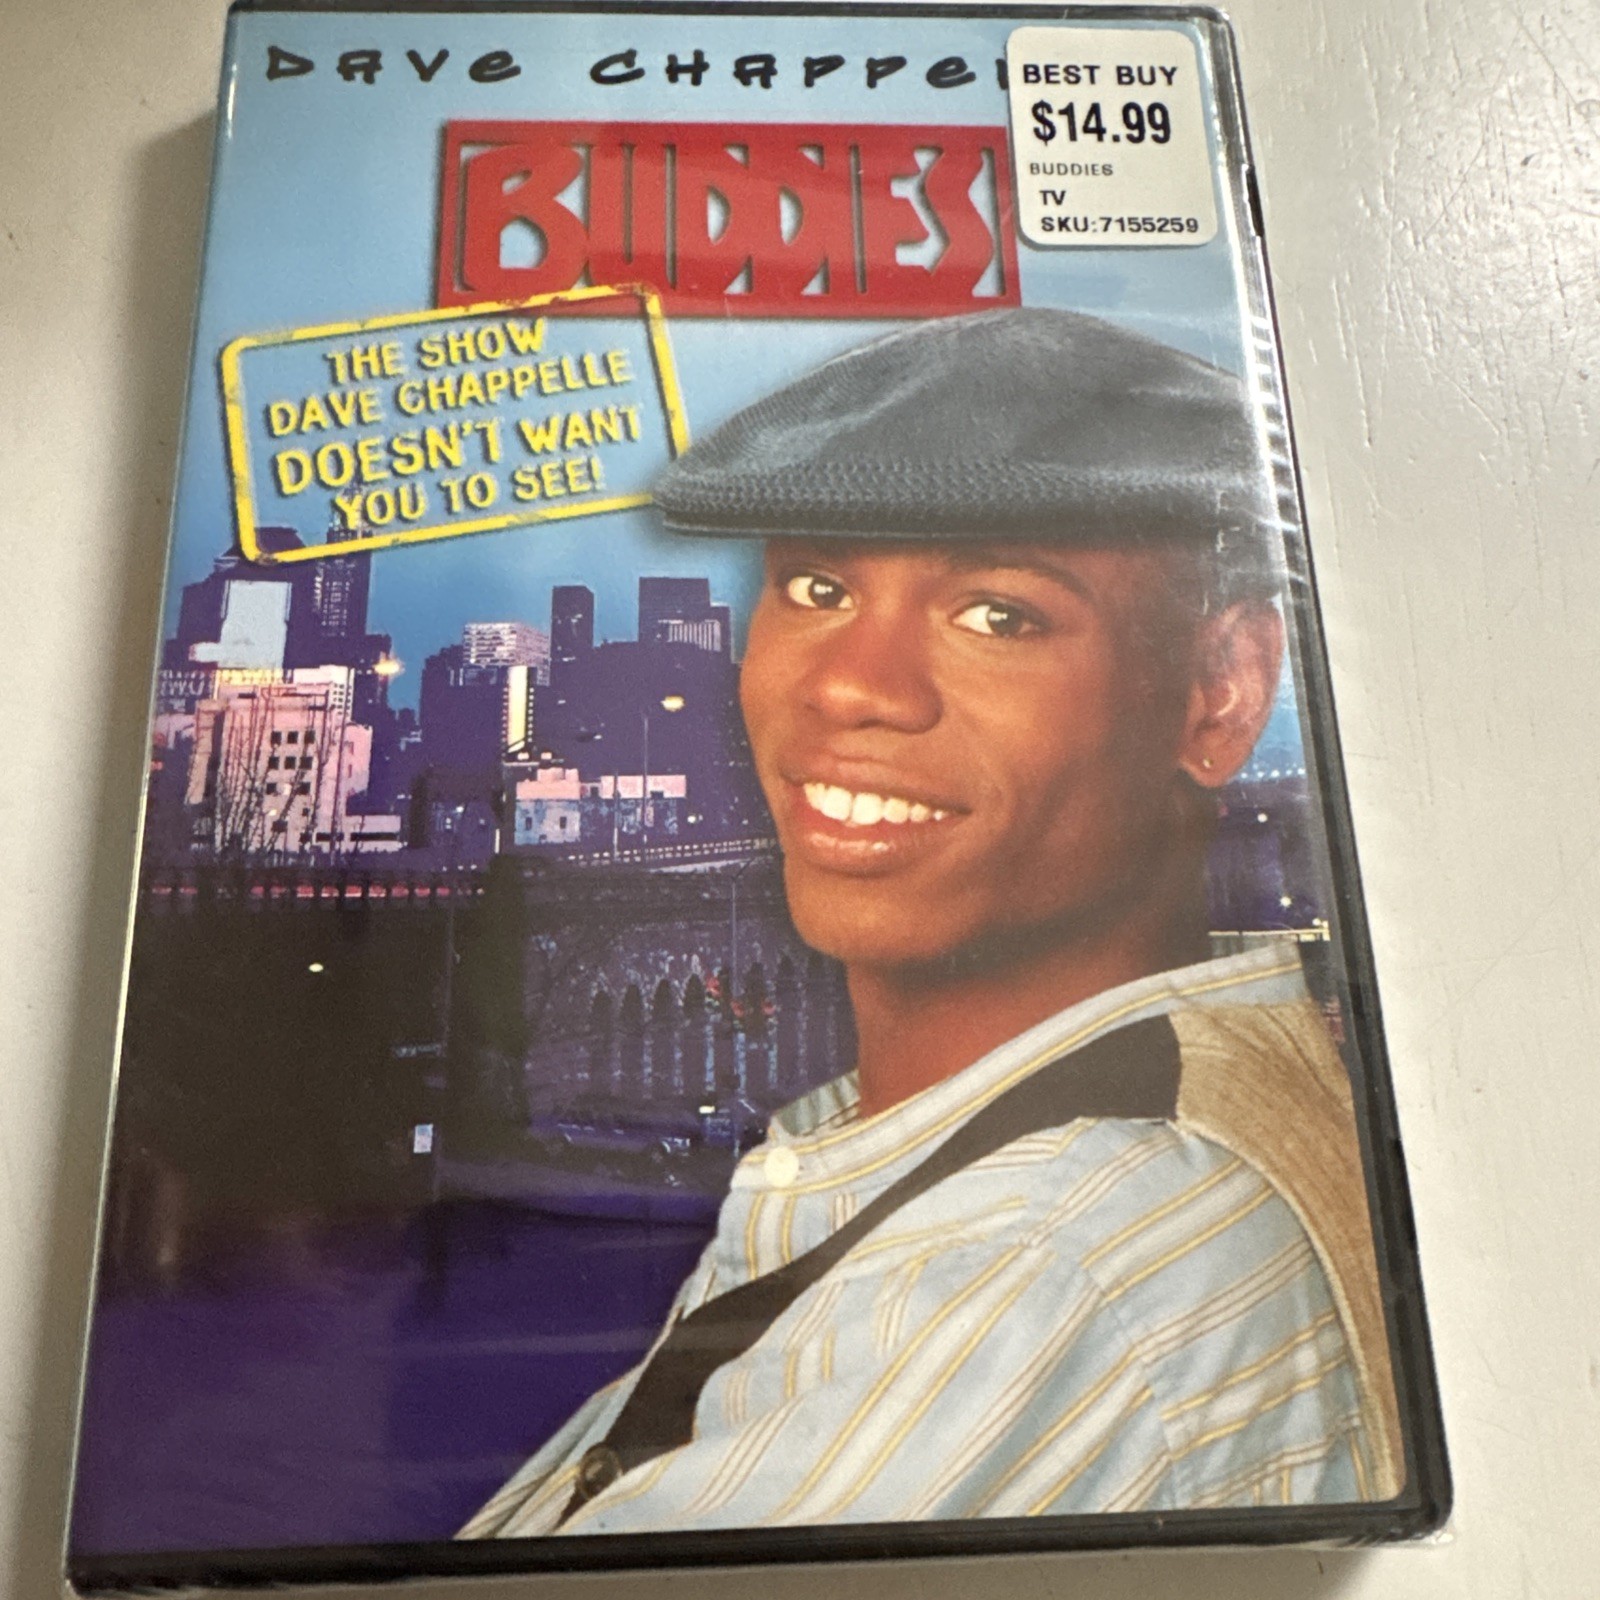 DAVE CHAPPE
BEST BUY
$14.99
BUDDIES
TV
SKU:7155259
BUDDIES
THE SHOW
DAVE CHAPPELLE
DOESN'T WANT
YOU TO SEE!